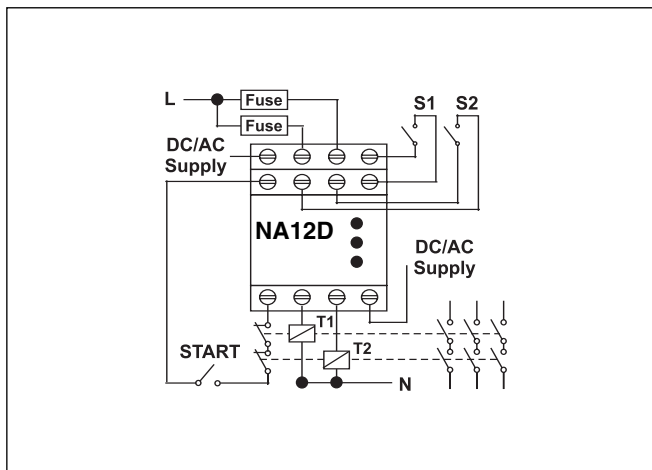 L
Fuse
S1
S2
Fuse
DC/AC
Supply
NA12D
DC/AC
Supply
T1
START
T2
N